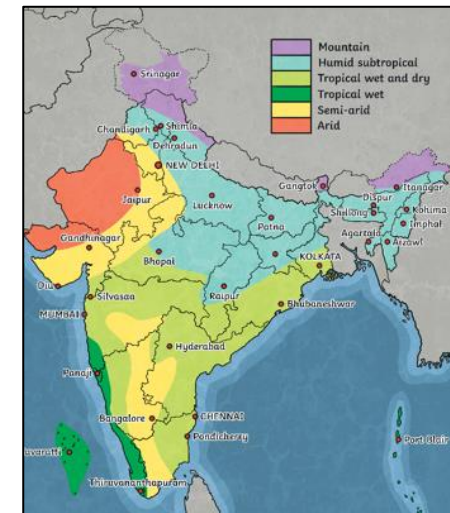 Mountain
Humid subtropical
Tropical wet and dry
Tropical wet
Semi-arid
Arid
Srinagar
Chandigarh
Shimla
Dehradun
NEW DELHI
Jaipur
Lucknow
Gangtok
Itanagar
Dispur
Shillong
Kohima
Imphal
Agartala
Aizawl
Patna
Gandhinagar
Bhopal
KOLKATA
Diu
Silvassa
Raipur
Bhubaneshwar
MUMBAI
Hyderabad
Panaji
Bangalore
CHENNAI
Pondicherry
uvaratti
Port Blair
Thiruvananthapuram